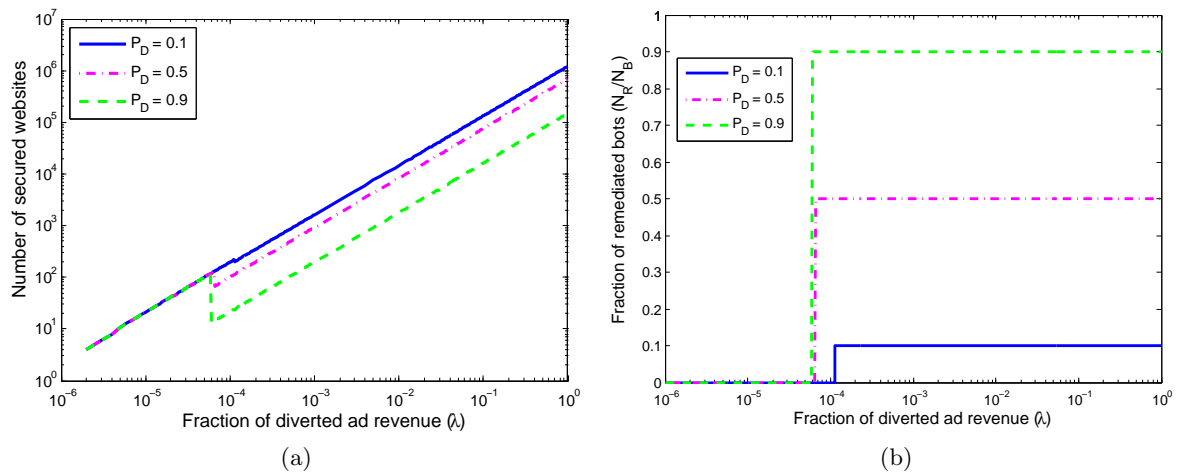 10^7
10^6
10^5
10^4
10^3
10^2
10^1
10^0
Number of secured websites
P_D = 0.1
P_D = 0.5
P_D = 0.9
10^-6 10^-5 10^-4 10^-3 10^-2 10^-1 10^0
Fraction of diverted ad revenue (λ)
(a)
1
0.9
0.8
0.7
0.6
0.5
0.4
0.3
0.2
0.1
0
Fraction of remediated bots (N_R/N_B)
P_D = 0.1
P_D = 0.5
P_D = 0.9
10^-6 10^-5 10^-4 10^-3 10^-2 10^-1 10^0
Fraction of diverted ad revenue (λ)
(b)